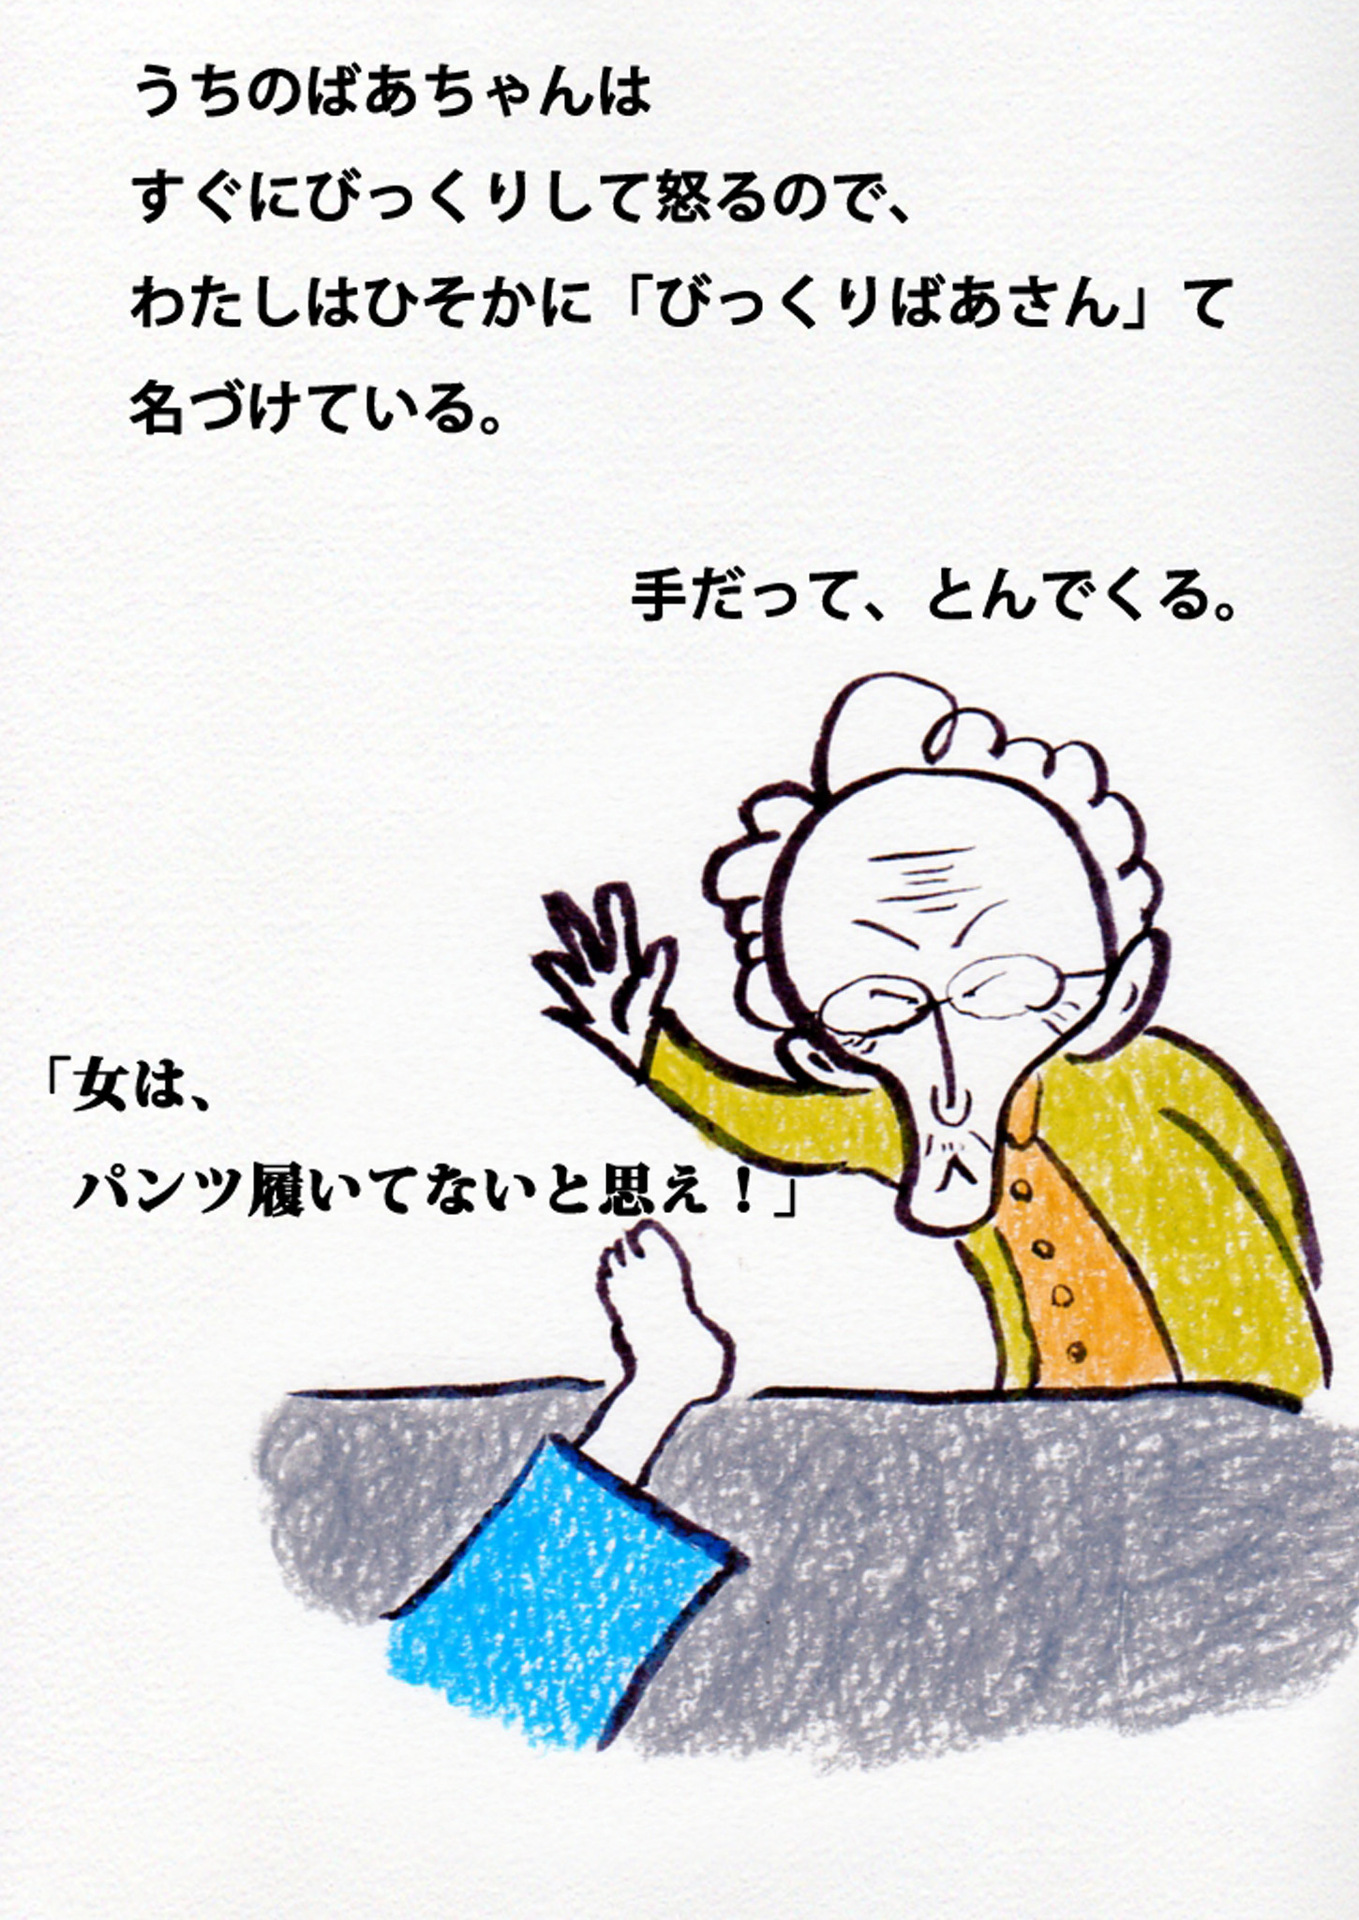 うちのばあちゃんは
すぐにびっくりして怒るので、
わたしはひそかに「びっくりばあさん」て
名づけている。
手だって、とんでくる。
「女は、
パンツ履いてないと思え！」